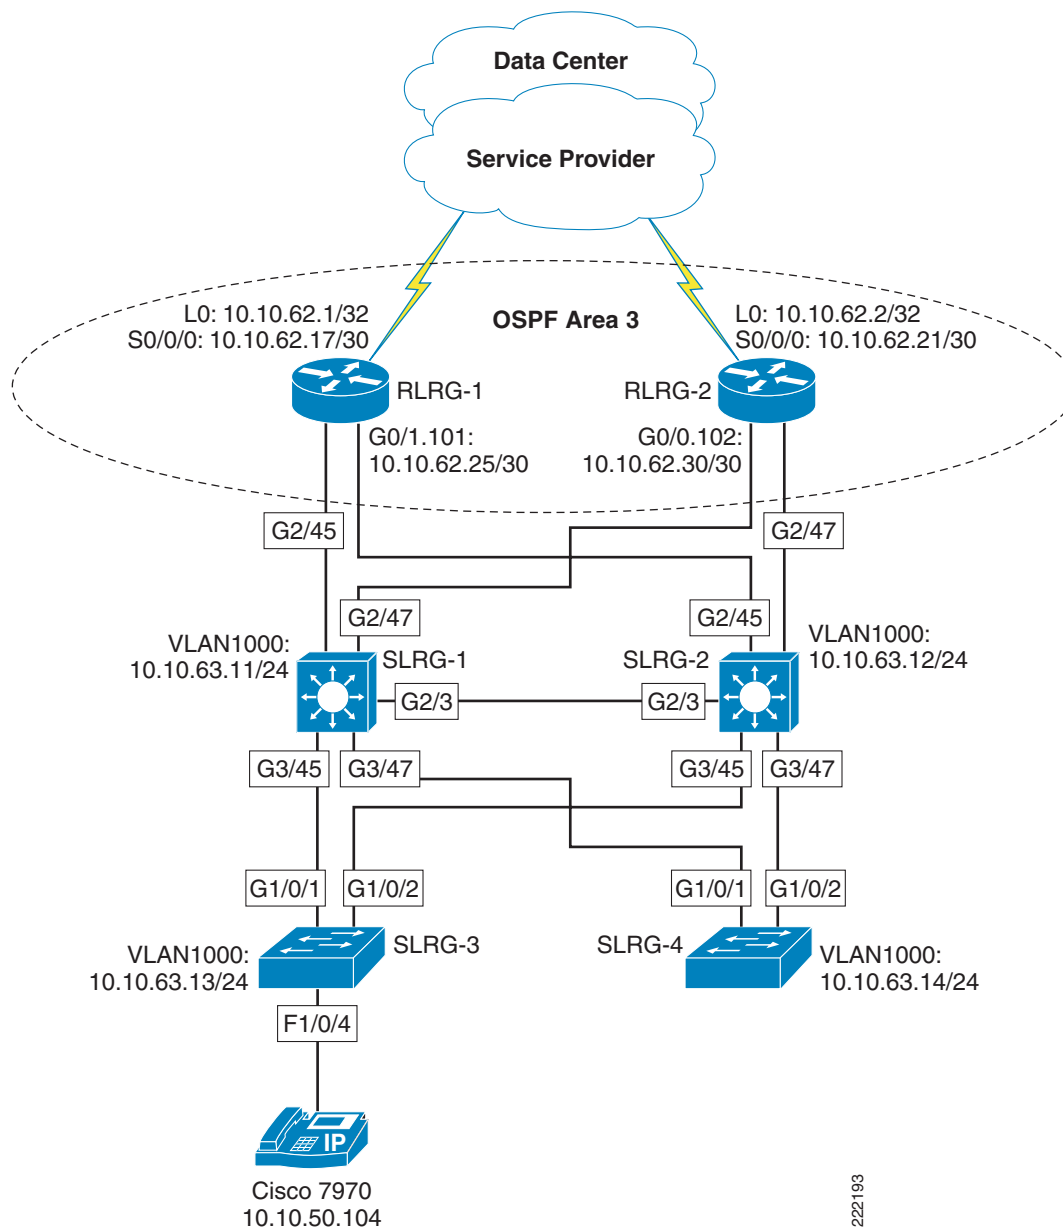 Data Center
Service Provider
OSPF Area 3
L0: 10.10.62.1/32
S0/0/0: 10.10.62.17/30
L0: 10.10.62.2/32
S0/0/0: 10.10.62.21/30
RLRG-1
RLRG-2
G0/1.101:
10.10.62.25/30
G0/0.102:
10.10.62.30/30
G2/45
G2/47
G2/47
G2/45
VLAN1000:
10.10.63.11/24
SLRG-1
SLRG-2
VLAN1000:
10.10.63.12/24
G2/3
G2/3
G3/45
G3/47
G3/45
G3/47
G1/0/1
G1/0/2
G1/0/1
G1/0/2
VLAN1000:
10.10.63.13/24
SLRG-3
SLRG-4
VLAN1000:
10.10.63.14/24
F1/0/4
IP
Cisco 7970
10.10.50.104
222193